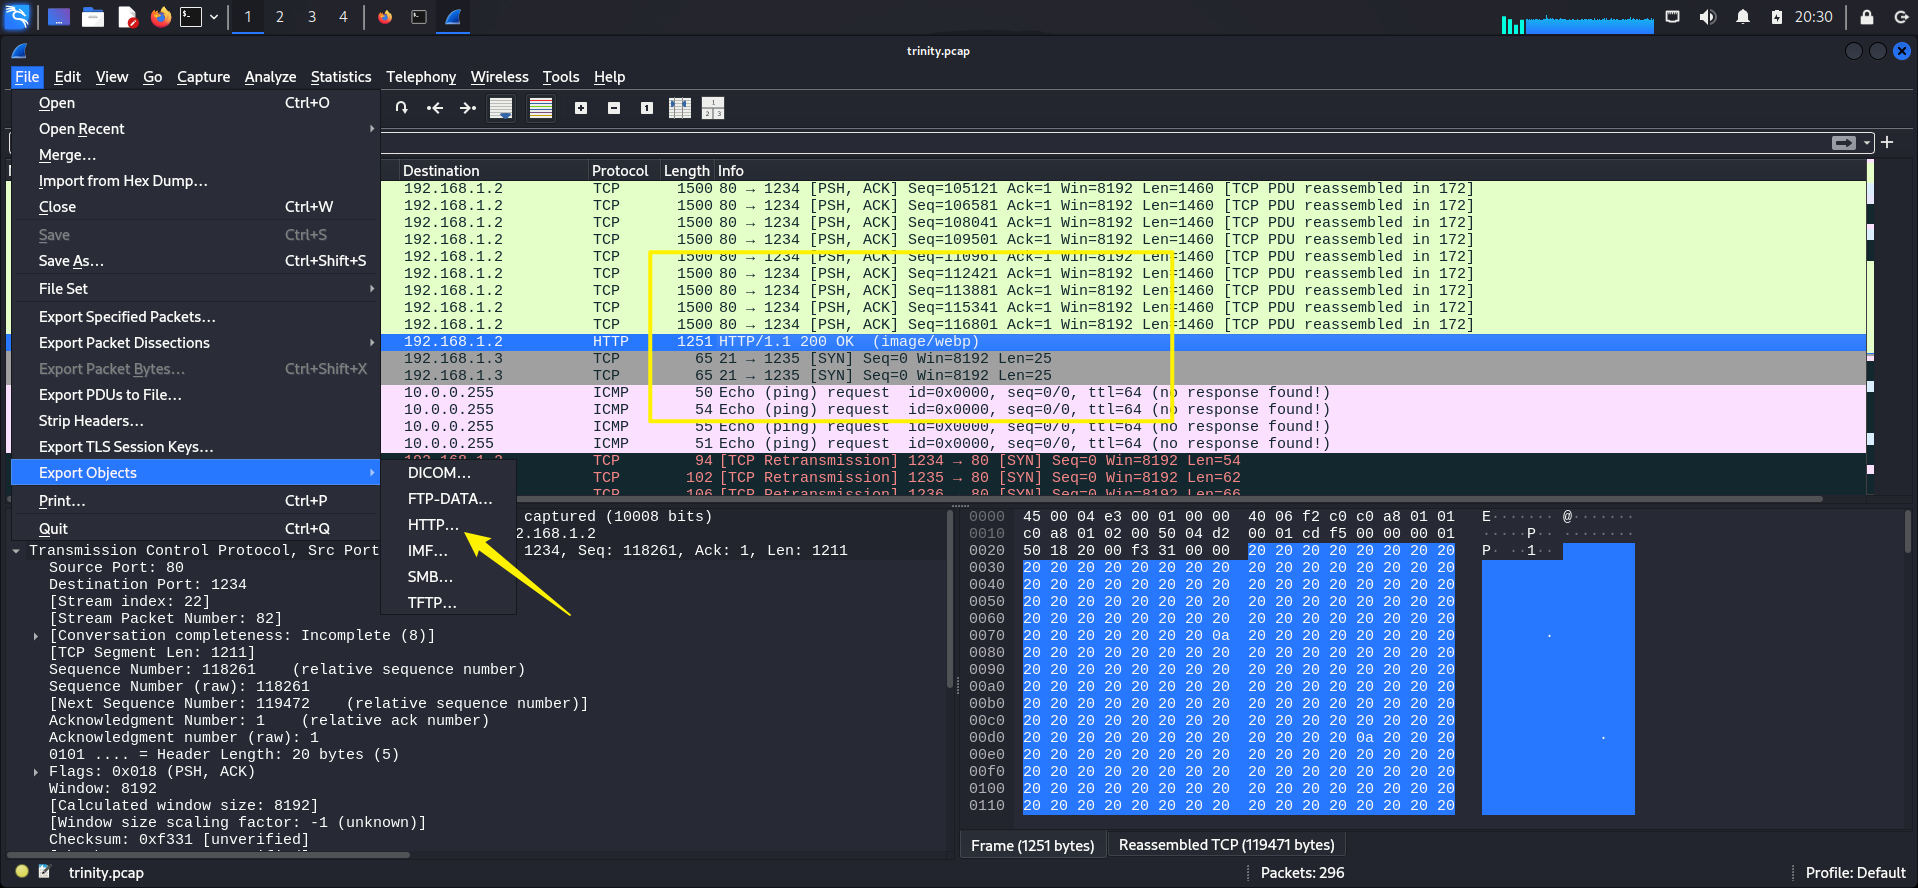 1 2 3 4
20:30
trinity.pcap
File Edit View Go Capture Analyze Statistics Telephony Wireless Tools Help
Open Ctrl+O
Open Recent
Merge...
Import from Hex Dump...
Close Ctrl+W
Save Ctrl+S
Save As... Ctrl+Shift+S
File Set
Export Specified Packets...
Export Packet Dissections
Export Packet Bytes... Ctrl+Shift+X
Export PDUs to File...
Strip Headers...
Export TLS Session Keys...
Export Objects
Print... Ctrl+P
Quit Ctrl+Q
DICOM...
FTP-DATA...
HTTP...
IMF...
SMB...
TFTP...
Destination Protocol Length Info
192.168.1.2 TCP 1500 80 → 1234 [PSH, ACK] Seq=105121 Ack=1 Win=8192 Len=1460 [TCP PDU reassembled in 172]
192.168.1.2 TCP 1500 80 → 1234 [PSH, ACK] Seq=106581 Ack=1 Win=8192 Len=1460 [TCP PDU reassembled in 172]
192.168.1.2 TCP 1500 80 → 1234 [PSH, ACK] Seq=108041 Ack=1 Win=8192 Len=1460 [TCP PDU reassembled in 172]
192.168.1.2 TCP 1500 80 → 1234 [PSH, ACK] Seq=109501 Ack=1 Win=8192 Len=1460 [TCP PDU reassembled in 172]
192.168.1.2 TCP 1500 80 → 1234 [PSH, ACK] Seq=110961 Ack=1 Win=8192 Len=1460 [TCP PDU reassembled in 172]
192.168.1.2 TCP 1500 80 → 1234 [PSH, ACK] Seq=112421 Ack=1 Win=8192 Len=1460 [TCP PDU reassembled in 172]
192.168.1.2 TCP 1500 80 → 1234 [PSH, ACK] Seq=113881 Ack=1 Win=8192 Len=1460 [TCP PDU reassembled in 172]
192.168.1.2 TCP 1500 80 → 1234 [PSH, ACK] Seq=115341 Ack=1 Win=8192 Len=1460 [TCP PDU reassembled in 172]
192.168.1.2 TCP 1500 80 → 1234 [PSH, ACK] Seq=116801 Ack=1 Win=8192 Len=1460 [TCP PDU reassembled in 172]
192.168.1.2 HTTP 1251 HTTP/1.1 200 OK (image/webp)
192.168.1.3 TCP 65 21 → 1235 [SYN] Seq=0 Win=8192 Len=25
192.168.1.3 TCP 65 21 → 1235 [SYN] Seq=0 Win=8192 Len=25
10.0.0.255 ICMP 50 Echo (ping) request id=0x0000, seq=0/0, ttl=64 (no response found!)
10.0.0.255 ICMP 54 Echo (ping) request id=0x0000, seq=0/0, ttl=64 (no response found!)
10.0.0.255 ICMP 55 Echo (ping) request id=0x0000, seq=0/0, ttl=64 (no response found!)
10.0.0.255 ICMP 51 Echo (ping) request id=0x0000, seq=0/0, ttl=64 (no response found!)
TCP 94 [TCP Retransmission] 1234 → 80 [SYN] Seq=0 Win=8192 Len=54
TCP 102 [TCP Retransmission] 1235 → 80 [SYN] Seq=0 Win=8192 Len=62
TCP 106 [TCP Retransmission] 1236 → 80 [SYN] Seq=0 Win=8192 Len=66
captured (10008 bits)
2.168.1.2
Transmission Control Protocol, Src Port 1234, Seq: 118261, Ack: 1, Len: 1211
Source Port: 80
Destination Port: 1234
[Stream index: 22]
[Stream Packet Number: 82]
[Conversation completeness: Incomplete (8)]
[TCP Segment Len: 1211]
Sequence Number: 118261 (relative sequence number)
Sequence Number (raw): 118261
[Next Sequence Number: 119472 (relative sequence number)]
Acknowledgment Number: 1 (relative ack number)
Acknowledgment number (raw): 1
0101 .... = Header Length: 20 bytes (5)
Flags: 0x018 (PSH, ACK)
Window: 8192
[Calculated window size: 8192]
[Window size scaling factor: -1 (unknown)]
Checksum: 0xf331 [unverified]
0000 45 00 04 e3 00 01 00 00 40 06 f2 c0 c0 a8 01 01 E·······@·······
0010 c0 a8 01 02 00 50 04 d2 00 01 cd f5 00 00 00 01 ·····P··········
0020 50 18 20 00 f3 31 00 00 20 20 20 20 20 20 20 20 P· ··1··
0030 20 20 20 20 20 20 20 20 20 20 20 20 20 20 20 20
0040 20 20 20 20 20 20 20 20 20 20 20 20 20 20 20 20
0050 20 20 20 20 20 20 20 20 20 20 20 20 20 20 20 20
0060 20 20 20 20 20 20 20 20 20 20 20 20 20 20 20 20
0070 20 20 20 20 20 20 20 0a 20 20 20 20 20 20 20 20 ·
0080 20 20 20 20 20 20 20 20 20 20 20 20 20 20 20 20
0090 20 20 20 20 20 20 20 20 20 20 20 20 20 20 20 20
00a0 20 20 20 20 20 20 20 20 20 20 20 20 20 20 20 20
00b0 20 20 20 20 20 20 20 20 20 20 20 20 20 20 20 20
00c0 20 20 20 20 20 20 20 20 20 20 20 20 20 20 20 20
00d0 20 20 20 20 20 20 20 20 20 20 20 20 0a 20 20 20 ·
00e0 20 20 20 20 20 20 20 20 20 20 20 20 20 20 20 20
00f0 20 20 20 20 20 20 20 20 20 20 20 20 20 20 20 20
0100 20 20 20 20 20 20 20 20 20 20 20 20 20 20 20 20
0110 20 20 20 20 20 20 20 20 20 20 20 20 20 20 20 20
Frame (1251 bytes) Reassembled TCP (119471 bytes)
trinity.pcap Packets: 296 Profile: Default